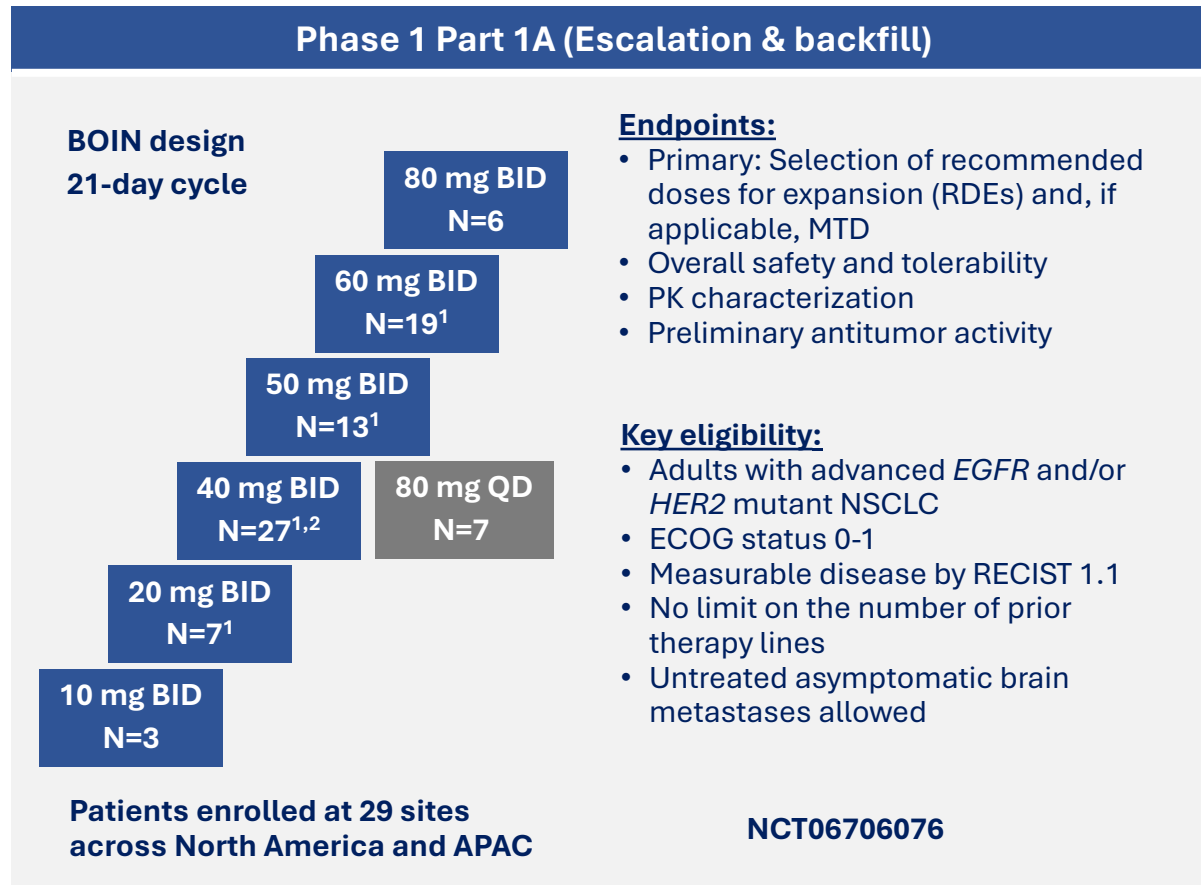 Phase 1 Part 1A (Escalation & backfill)
BOIN design
21-day cycle
80 mg BID
N=6
60 mg BID
N=19¹
50 mg BID
N=13¹
40 mg BID
N=27¹,²
80 mg QD
N=7
20 mg BID
N=7¹
10 mg BID
N=3
Patients enrolled at 29 sites
across North America and APAC
Endpoints:
• Primary: Selection of recommended
doses for expansion (RDEs) and, if
applicable, MTD
• Overall safety and tolerability
• PK characterization
• Preliminary antitumor activity
Key eligibility:
• Adults with advanced EGFR and/or
HER2 mutant NSCLC
• ECOG status 0-1
• Measurable disease by RECIST 1.1
• No limit on the number of prior
therapy lines
• Untreated asymptomatic brain
metastases allowed
NCT06706076